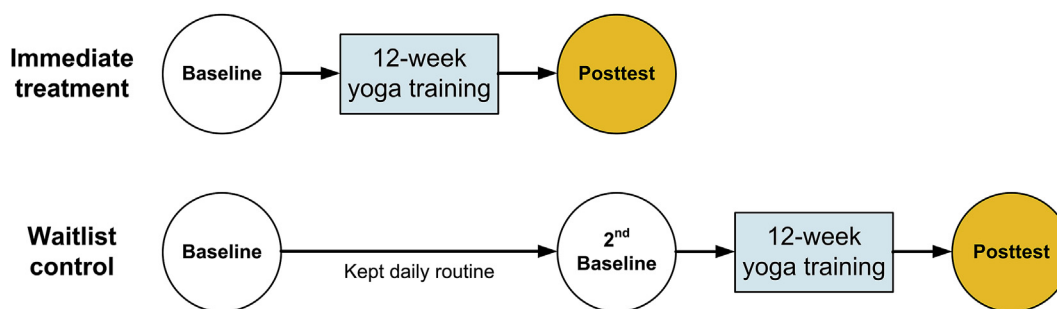 Immediate
treatment
Baseline
12-week
yoga training
Posttest
Waitlist
control
Baseline
Kept daily routine
2nd
Baseline
12-week
yoga training
Posttest